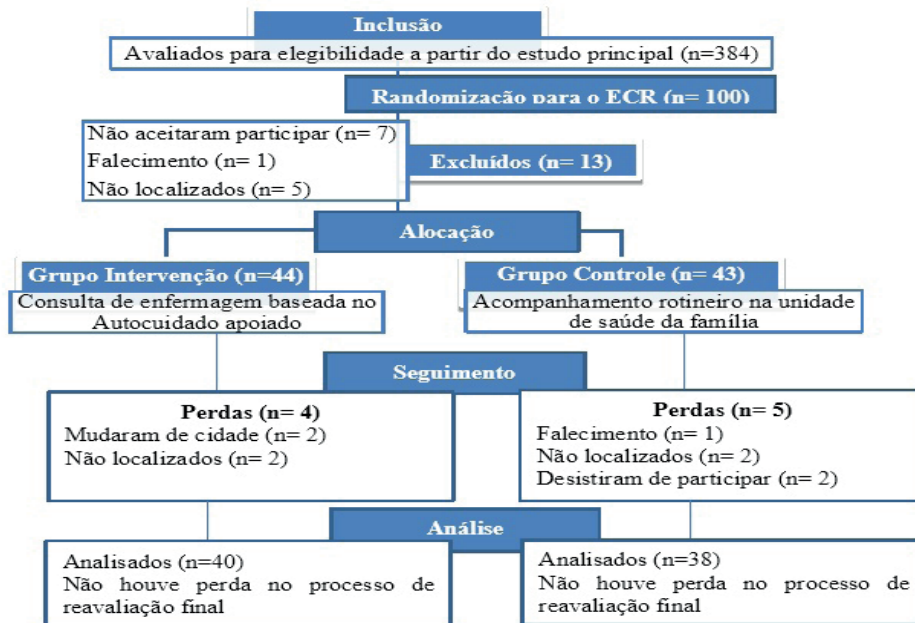 Inclusão
Avaliados para elegibilidade a partir do estudo principal (n=384)
Randomização para o ECR (n= 100)
Não aceitaram participar (n= 7)
Falecimento (n= 1)
Não localizados (n= 5)
Excluídos (n= 13)
Alocação
Grupo Intervenção (n=44)
Consulta de enfermagem baseada no
Autocuidado apoiado
Grupo Controle (n= 43)
Acompanhamento rotineiro na unidade
de saúde da família
Seguimento
Perdas (n= 4)
Mudaram de cidade (n= 2)
Não localizados (n= 2)
Perdas (n= 5)
Falecimento (n= 1)
Não localizados (n= 2)
Desistiram de participar (n= 2)
Análise
Analisados (n=40)
Não houve perda no processo de
reavaliação final
Analisados (n=38)
Não houve perda no processo de
reavaliação final